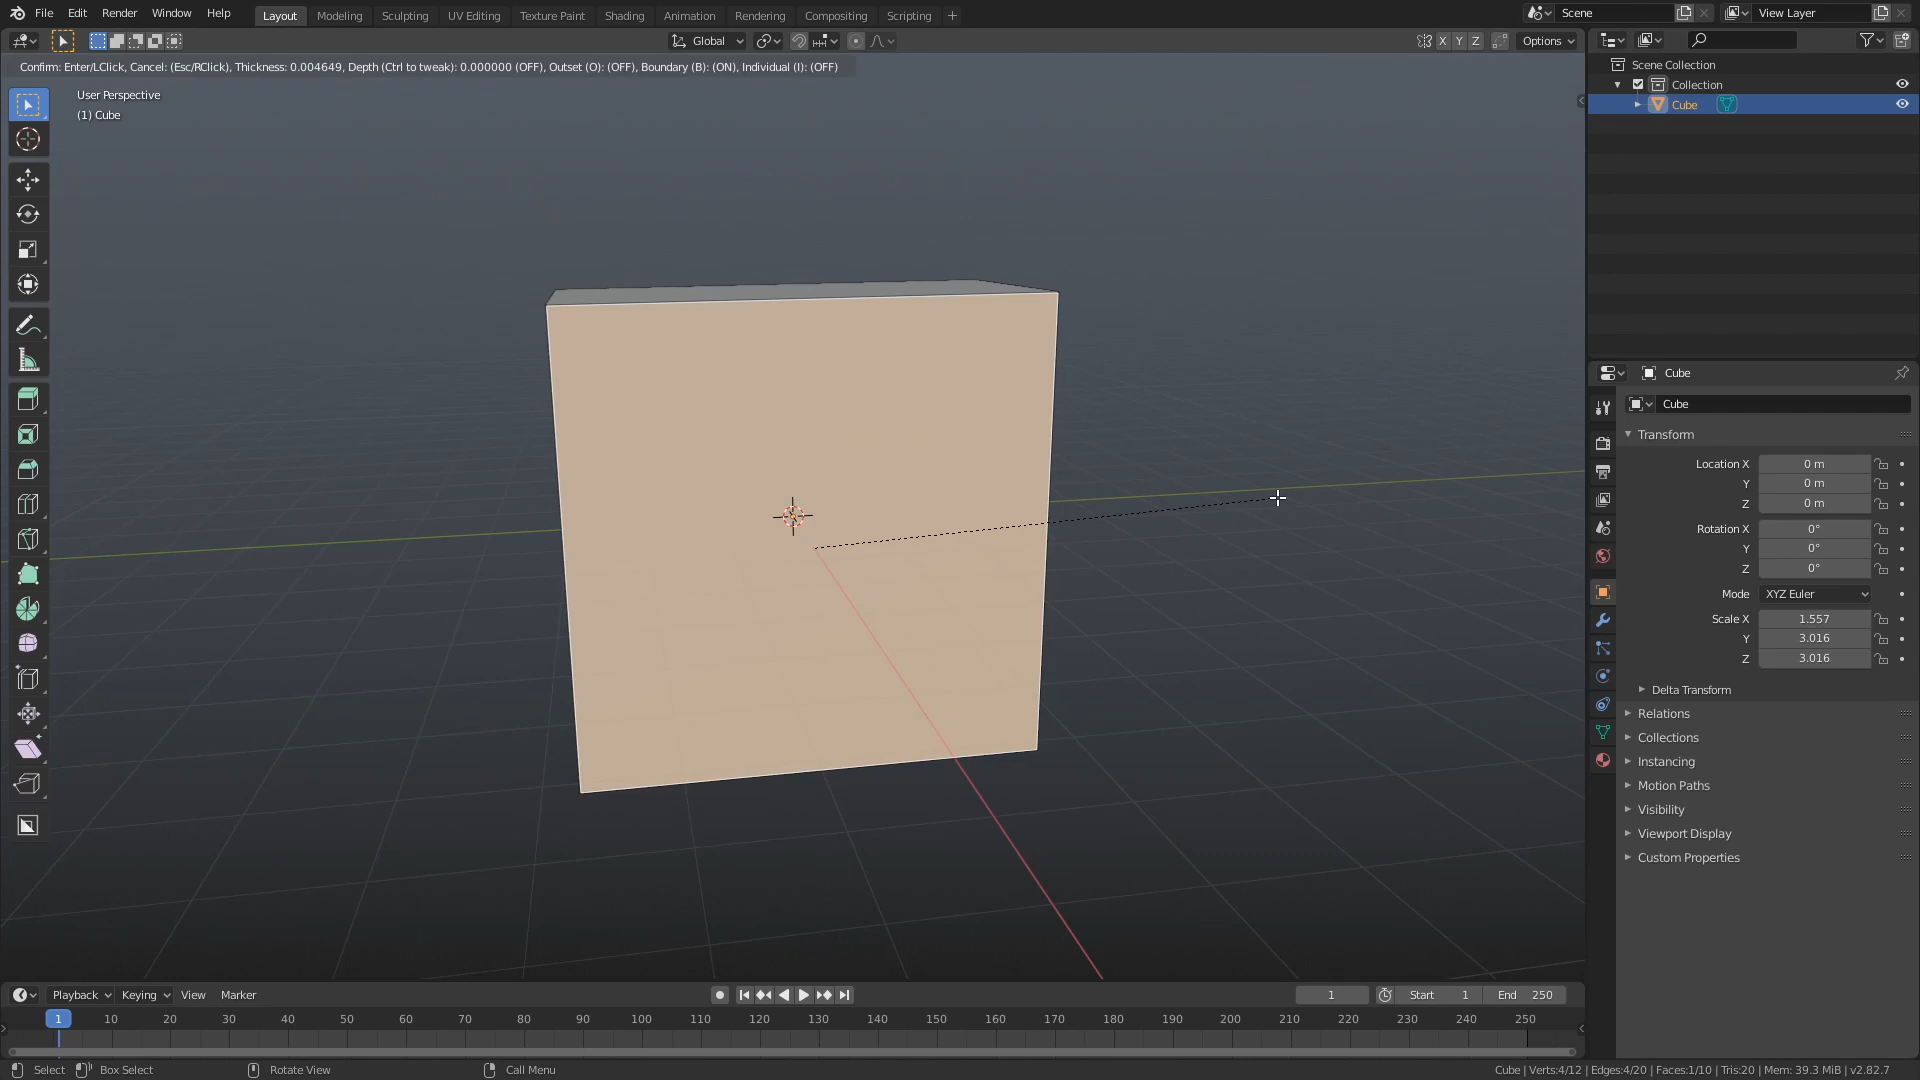 File Edit Render Window Help Layout Modeling Sculpting UV Editing Texture Paint Shading Animation Rendering Compositing Scripting + Scene View Layer
Global X Y Z Options
Confirm: Enter/LClick, Cancel: (Esc/RClick), Thickness: 0.004649, Depth (Ctrl to tweak): 0.000000 (OFF), Outset (O): (OFF), Boundary (B): (ON), Individual (I): (OFF)
User Perspective
(1) Cube
Scene Collection
Collection
Cube
Cube
Cube
Transform
Location X 0 m
Y 0 m
Z 0 m
Rotation X 0°
Y 0°
Z 0°
Mode XYZ Euler
Scale X 1.557
Y 3.016
Z 3.016
Delta Transform
Relations
Collections
Instancing
Motion Paths
Visibility
Viewport Display
Custom Properties
Playback Keying View Marker 1 Start 1 End 250
1 10 20 30 40 50 60 70 80 90 100 110 120 130 140 150 160 170 180 190 200 210 220 230 240 250
Select Box Select Rotate View Call Menu Cube | Verts:4/12 | Edges:4/20 | Faces:1/10 | Tris:20 | Mem: 39.3 MiB | v2.82.7